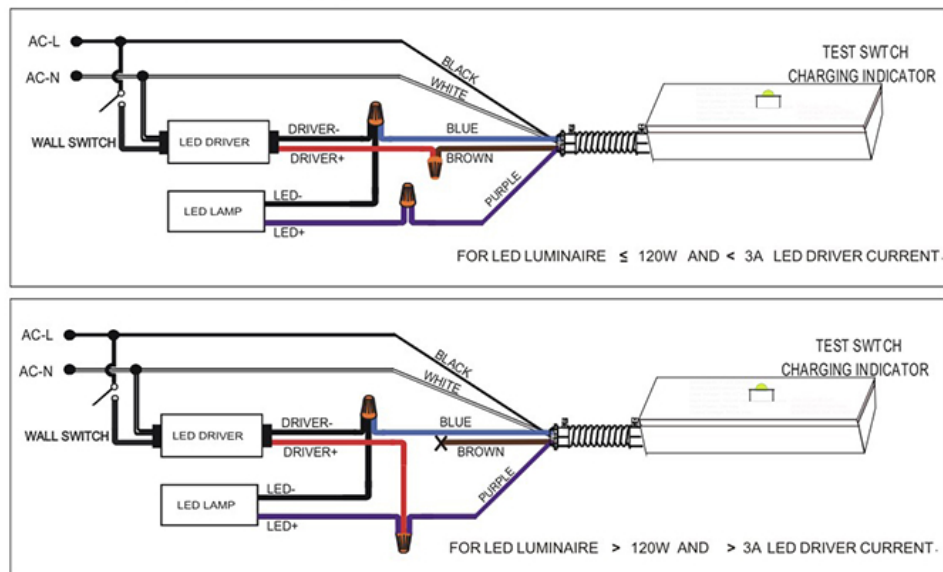 AC-L
BLACK
TEST SWTCH
CHARGING INDICATOR
AC-N
WHITE
WALL SWITCH
LED DRIVER
DRIVER-
BLUE
DRIVER+
BROWN
LED LAMP
LED-
PURPLE
LED+
FOR LED LUMINAIRE ≤ 120W AND < 3A LED DRIVER CURRENT.
AC-L
BLACK
TEST SWTCH
CHARGING INDICATOR
AC-N
WHITE
WALL SWITCH
LED DRIVER
DRIVER-
BLUE
DRIVER+
BROWN
LED LAMP
LED-
PURPLE
LED+
FOR LED LUMINAIRE > 120W AND > 3A LED DRIVER CURRENT.